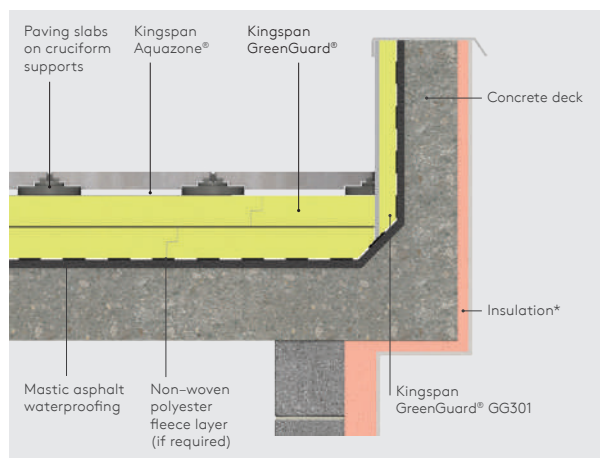 Paving slabs
on cruciform
supports
Kingspan
Aquazone®
Kingspan
GreenGuard®
Concrete deck
Insulation*
Mastic asphalt
waterproofing
Non–woven
polyester
fleece layer
(if required)
Kingspan
GreenGuard® GG301